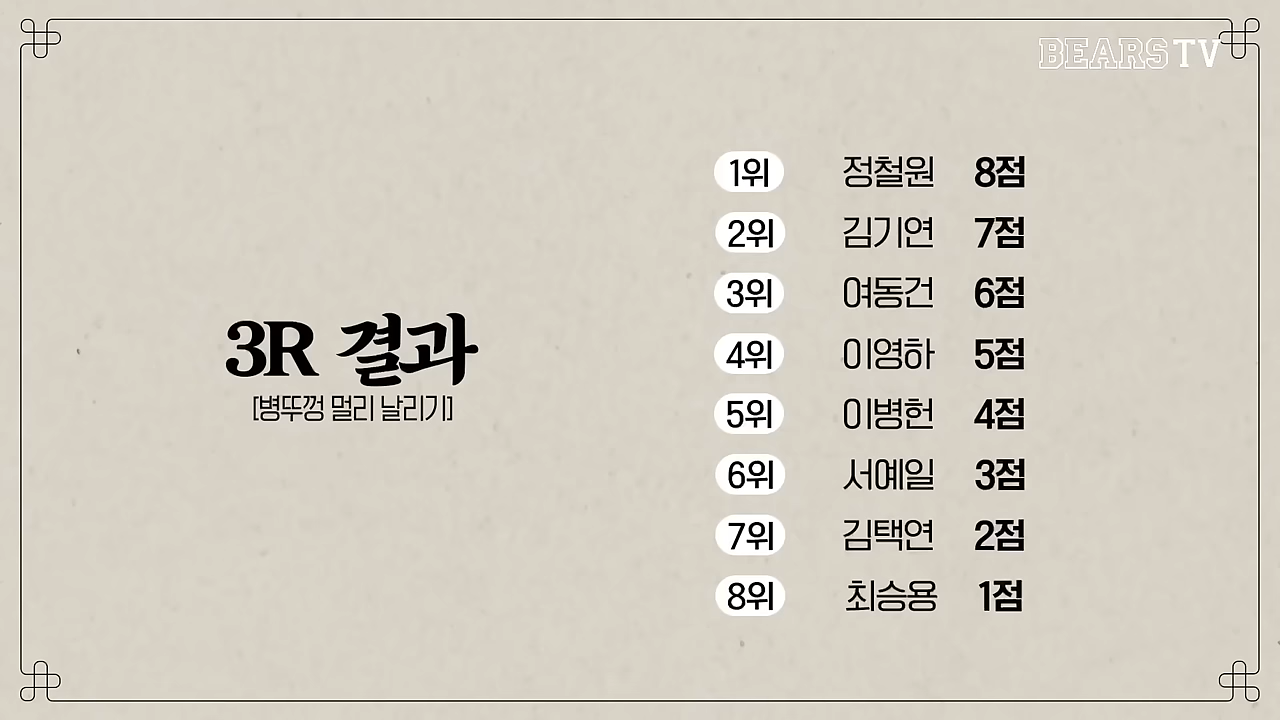 BEARS TV
3R 결과
[병뚜껑 멀리 날리기]
1위 정철원 8점
2위 김기연 7점
3위 여동건 6점
4위 이영하 5점
5위 이병헌 4점
6위 서예일 3점
7위 김택연 2점
8위 최승용 1점